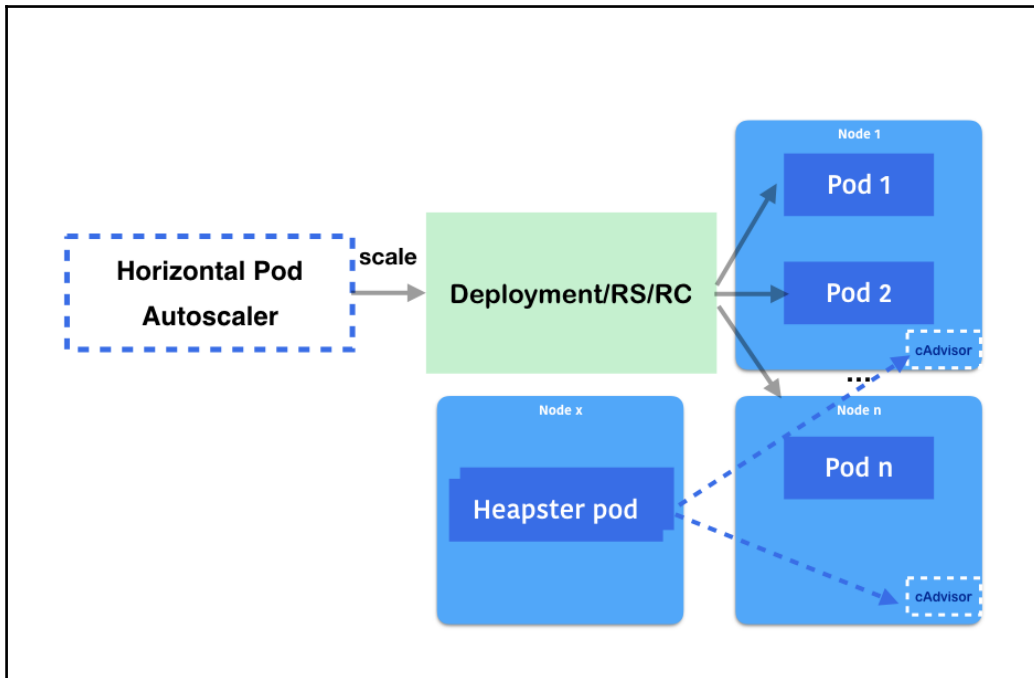 Horizontal Pod
Autoscaler
scale
Deployment/RS/RC
Node 1
Pod 1
Pod 2
cAdvisor
...
Node x
Heapster pod
Node n
Pod n
cAdvisor